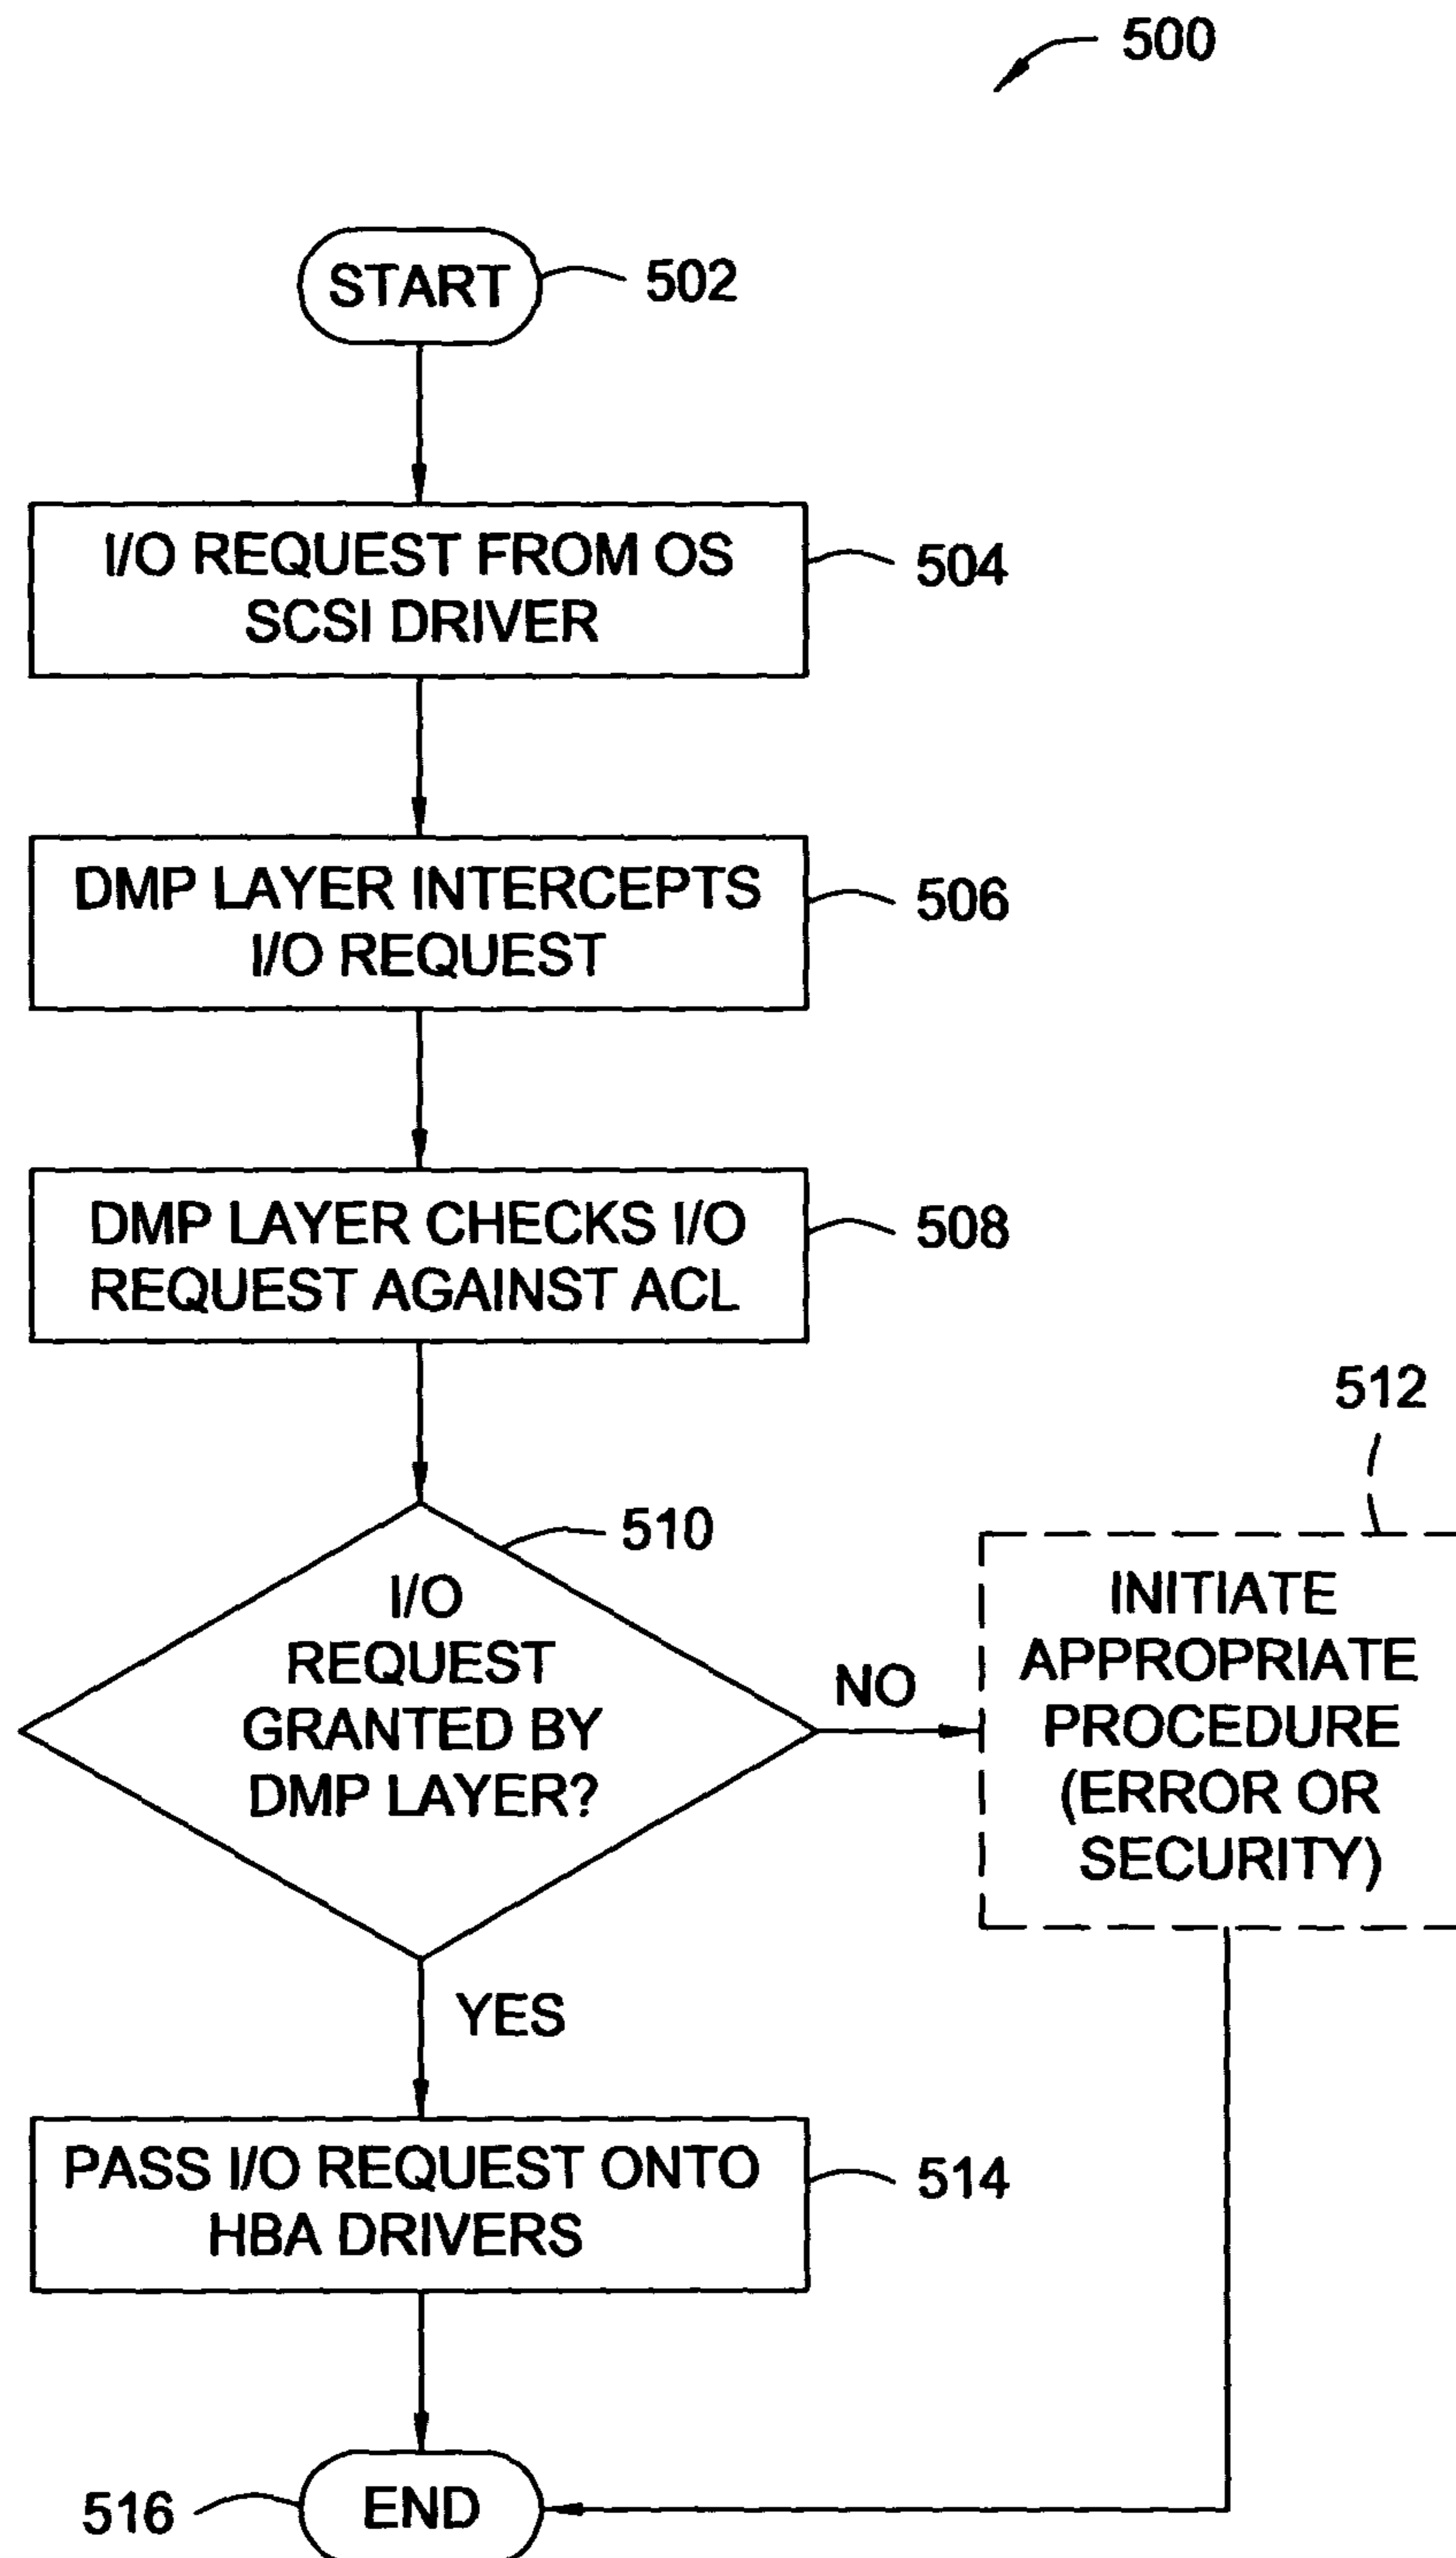 500
START
502
I/O REQUEST FROM OS
SCSI DRIVER
504
DMP LAYER INTERCEPTS
I/O REQUEST
506
DMP LAYER CHECKS I/O
REQUEST AGAINST ACL
508
512
510
I/O
REQUEST
GRANTED BY
DMP LAYER?
NO
INITIATE
APPROPRIATE
PROCEDURE
(ERROR OR
SECURITY)
YES
PASS I/O REQUEST ONTO
HBA DRIVERS
514
516
END